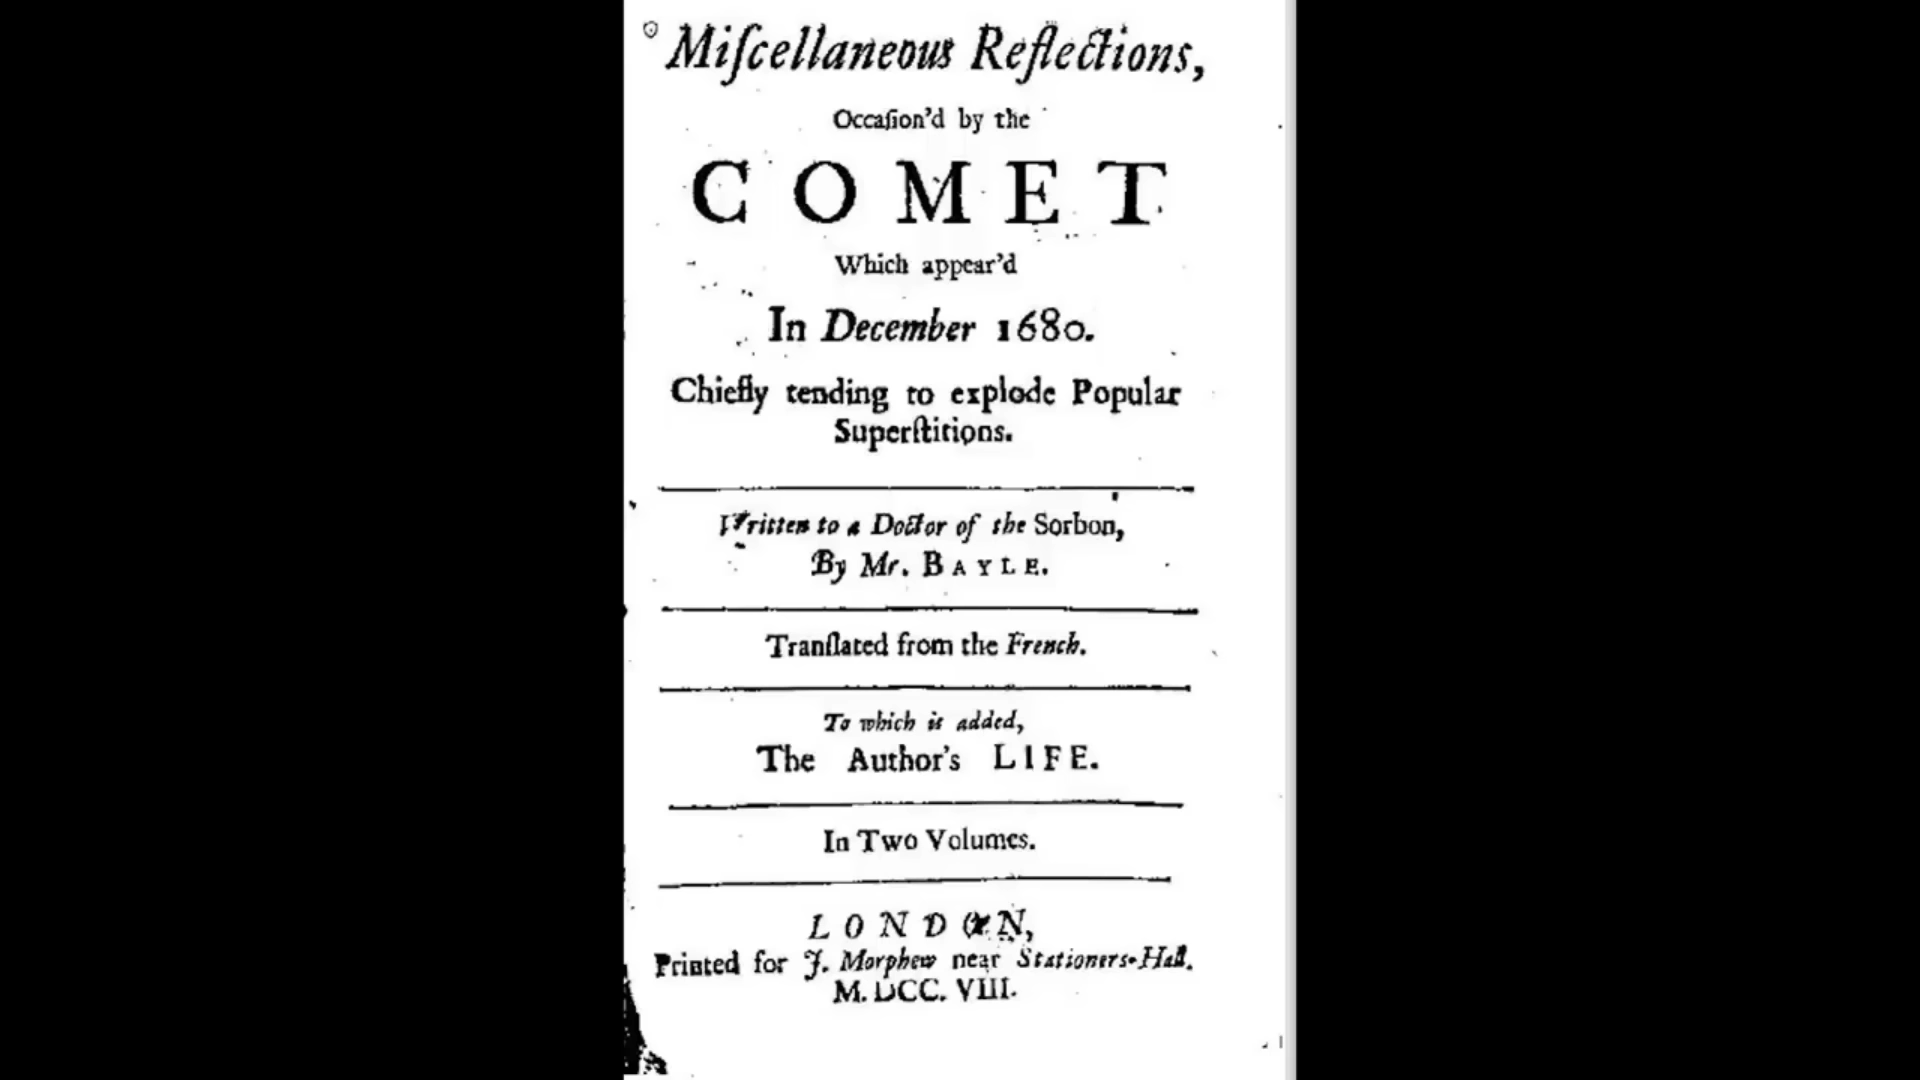 Miſcellaneous Reflections,
Occaſion'd by the
COMET
Which appear'd
In December 1680.
Chiefly tending to explode Popular
Superſtitions.
Written to a Doctor of the Sorbon,
By Mr. BAYLE.
Tranſlated from the French.
To which is added,
The Author's LIFE.
In Two Volumes.
LONDON,
Printed for J. Morphew near Stationers-Hall.
M. DCC. VIII.